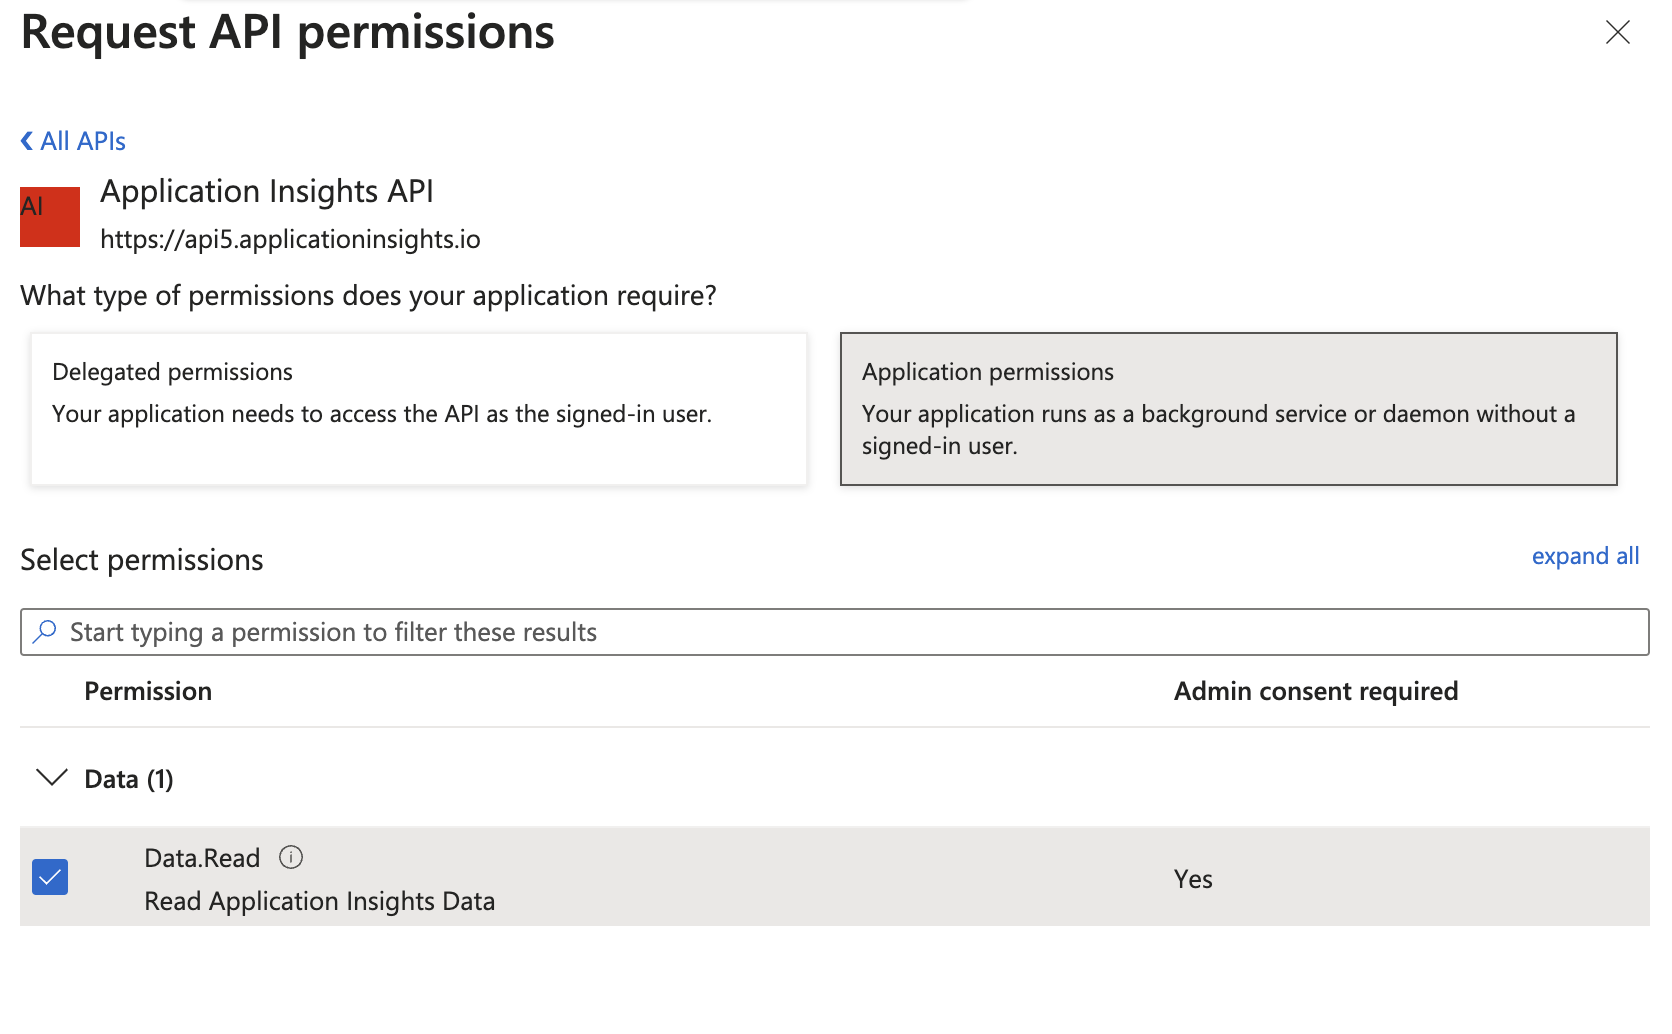 Request API permissions
All APIs
AI
Application Insights API
https://api5.applicationinsights.io
What type of permissions does your application require?
Delegated permissions
Your application needs to access the API as the signed-in user.
Application permissions
Your application runs as a background service or daemon without a
signed-in user.
Select permissions
expand all
Start typing a permission to filter these results
Permission
Admin consent required
Data (1)
Data.Read
Read Application Insights Data
Yes